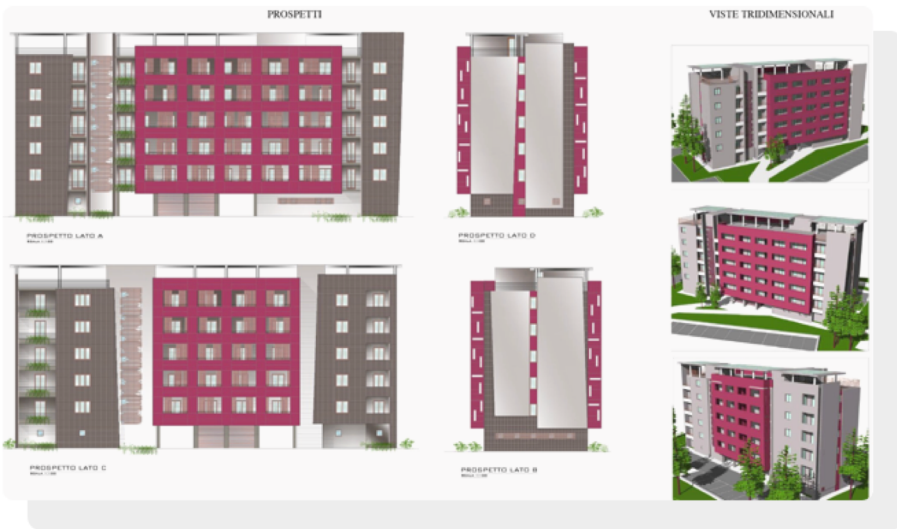 PROSPETTI
VISTE TRIDIMENSIONALI
PROSPETTO LATO A
PROSPETTO LATO D
PROSPETTO LATO C
PROSPETTO LATO B